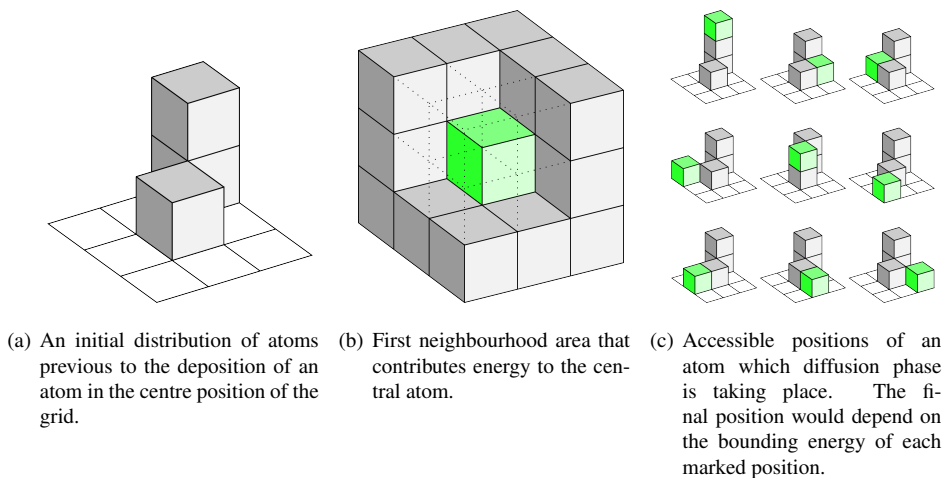 (a) An initial distribution of atoms
previous to the deposition of an
atom in the centre position of the
grid.
(b) First neighbourhood area that
contributes energy to the cen-
tral atom.
(c) Accessible positions of an
atom which diffusion phase
is taking place. The fi-
nal position would depend on
the bounding energy of each
marked position.